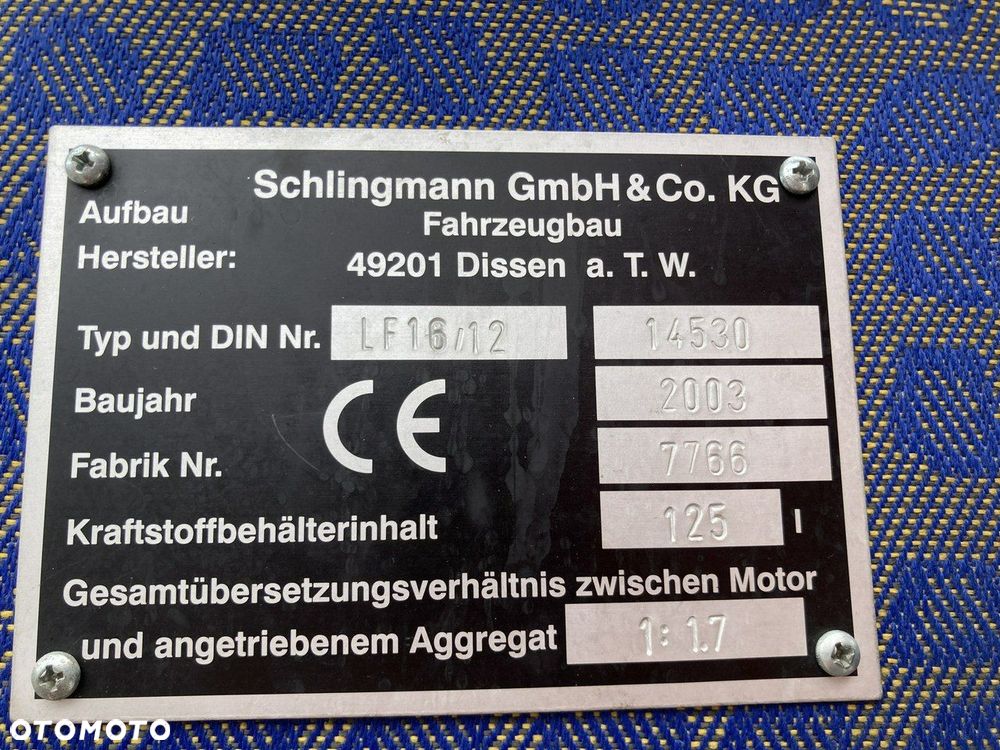 Schlingmann GmbH & Co. KG
Aufbau Fahrzeugbau
Hersteller: 49201 Dissen a. T. W.
Typ und DIN Nr. LF16/12 14530
Baujahr CE 2003
Fabrik Nr. 7766
Kraftstoffbehälterinhalt 125 l
Gesamtübersetzungsverhältnis zwischen Motor
und angetriebenem Aggregat 1:1.7
OTOMOTO